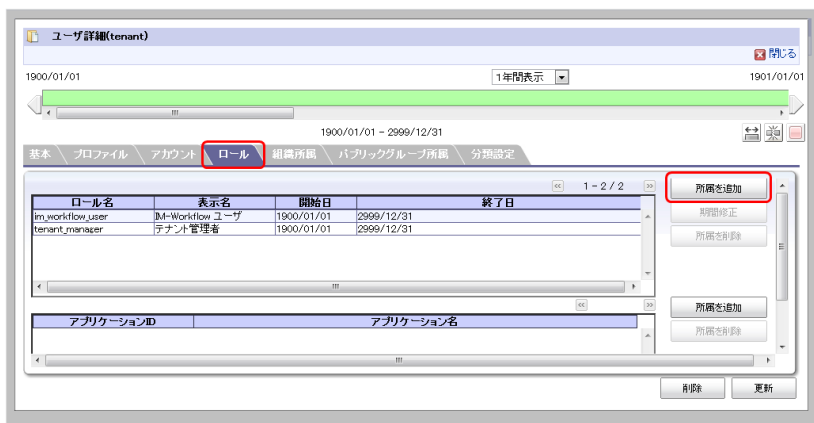 ユーザ詳細(tenant)
閉じる
1900/01/01 1年間表示 1901/01/01
1900/01/01 - 2999/12/31
基本 プロファイル アカウント ロール 組織所属 パブリックグループ所属 分類設定
1 - 2 / 2 所属を追加
ロール名 表示名 開始日 終了日
im_workflow_user IM-Workflow ユーザ 1900/01/01 2999/12/31 期間修正
tenant_manager テナント管理者 1900/01/01 2999/12/31 所属を削除
所属を追加
アプリケーションID アプリケーション名 所属を削除
削除 更新